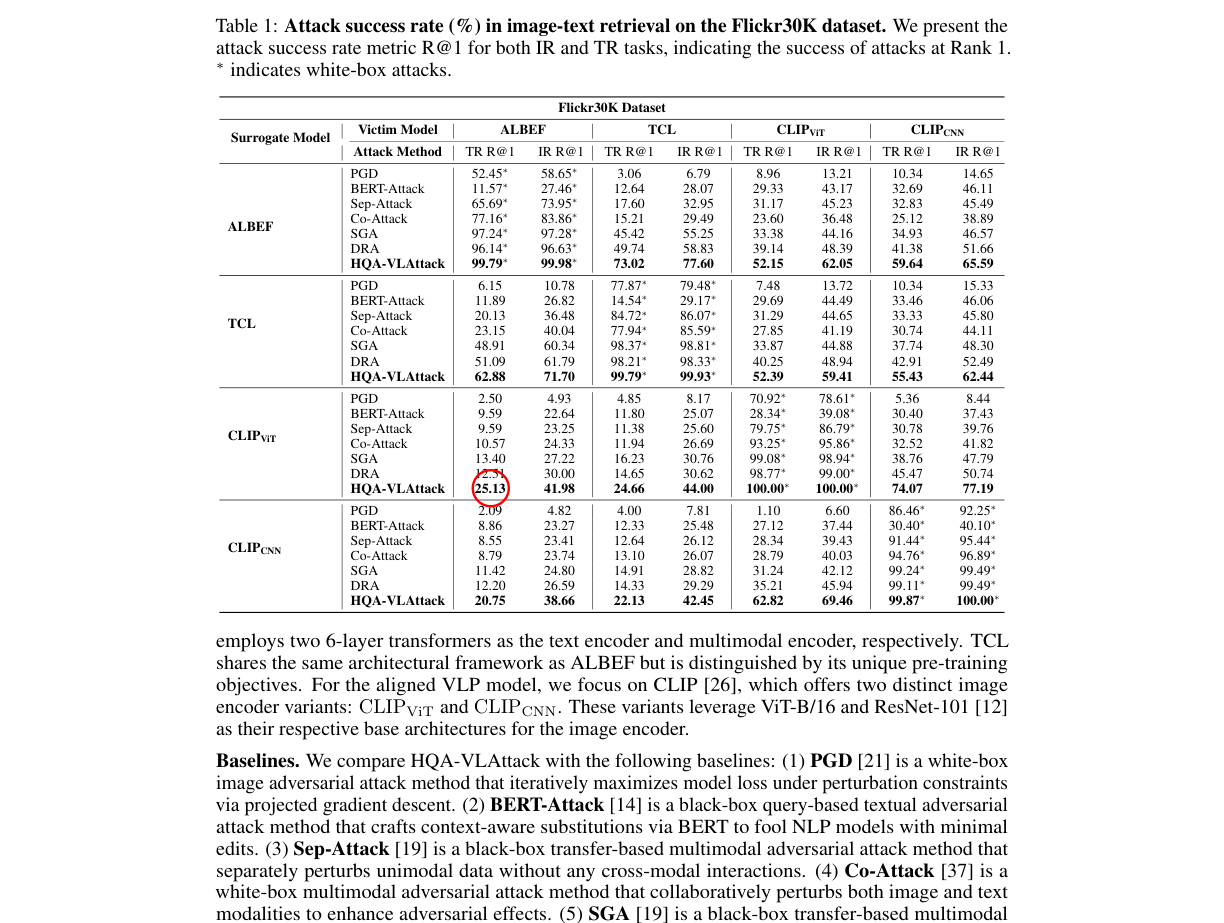 Table 1: Attack success rate (%) in image-text retrieval on the Flickr30K dataset. We present the
attack success rate metric R@1 for both IR and TR tasks, indicating the success of attacks at Rank 1.
* indicates white-box attacks.
Flickr30K Dataset
Surrogate Model Victim Model ALBEF TCL CLIPViT CLIPCNN
Attack Method TR R@1 IR R@1 TR R@1 IR R@1 TR R@1 IR R@1 TR R@1 IR R@1
ALBEF
PGD 52.45* 58.65* 3.06 6.79 8.96 13.21 10.34 14.65
BERT-Attack 11.57* 27.46* 12.64 28.07 29.33 43.17 32.69 46.11
Sep-Attack 65.69* 73.95* 17.60 32.95 31.17 45.23 32.83 45.49
Co-Attack 77.16* 83.86* 15.21 29.49 23.60 36.48 25.12 38.89
SGA 97.24* 97.28* 45.42 55.25 33.38 44.16 34.93 46.57
DRA 96.14* 96.63* 49.74 58.83 39.14 48.39 41.38 51.66
HQA-VLAttack 99.79* 99.98* 73.02 77.60 52.15 62.05 59.64 65.59
TCL
PGD 6.15 10.78 77.87* 79.48* 7.48 13.72 10.34 15.33
BERT-Attack 11.89 26.82 14.54* 29.17* 29.69 44.49 33.46 46.06
Sep-Attack 20.13 36.48 84.72* 86.07* 31.29 44.65 33.33 45.80
Co-Attack 23.15 40.04 77.94* 85.59* 27.85 41.19 30.74 44.11
SGA 48.91 60.34 98.37* 98.81* 33.87 44.88 37.74 48.30
DRA 51.09 61.79 98.21* 98.33* 40.25 48.94 42.91 52.49
HQA-VLAttack 62.88 71.70 99.79* 99.93* 52.39 59.41 55.43 62.44
CLIPViT
PGD 2.50 4.93 4.85 8.17 70.92* 78.61* 5.36 8.44
BERT-Attack 9.59 22.64 11.80 25.07 28.34* 39.08* 30.40 37.43
Sep-Attack 9.59 23.25 11.38 25.60 79.75* 86.79* 30.78 39.76
Co-Attack 10.57 24.33 11.94 26.69 93.25* 95.86* 32.52 41.82
SGA 13.40 27.22 16.23 30.76 99.08* 98.94* 38.76 47.79
DRA 12.51 30.00 14.65 30.62 98.77* 99.00* 45.47 50.74
HQA-VLAttack 25.13 41.98 24.66 44.00 100.00* 100.00* 74.07 77.19
CLIPCNN
PGD 2.09 4.82 4.00 7.81 1.10 6.60 86.46* 92.25*
BERT-Attack 8.86 23.27 12.33 25.48 27.12 37.44 30.40* 40.10*
Sep-Attack 8.55 23.41 12.64 26.12 28.34 39.43 91.44* 95.44*
Co-Attack 8.79 23.74 13.10 26.07 28.79 40.03 94.76* 96.89*
SGA 11.42 24.80 14.91 28.82 31.24 42.12 99.24* 99.49*
DRA 12.20 26.59 14.33 29.29 35.21 45.94 99.11* 99.49*
HQA-VLAttack 20.75 38.66 22.13 42.45 62.82 69.46 99.87* 100.00*
employs two 6-layer transformers as the text encoder and multimodal encoder, respectively. TCL
shares the same architectural framework as ALBEF but is distinguished by its unique pre-training
objectives. For the aligned VLP model, we focus on CLIP [26], which offers two distinct image
encoder variants: CLIPViT and CLIPCNN. These variants leverage ViT-B/16 and ResNet-101 [12]
as their respective base architectures for the image encoder.
Baselines. We compare HQA-VLAttack with the following baselines: (1) PGD [21] is a white-box
image adversarial attack method that iteratively maximizes model loss under perturbation constraints
via projected gradient descent. (2) BERT-Attack [14] is a black-box query-based textual adversarial
attack method that crafts context-aware substitutions via BERT to fool NLP models with minimal
edits. (3) Sep-Attack [19] is a black-box transfer-based multimodal adversarial attack method that
separately perturbs unimodal data without any cross-modal interactions. (4) Co-Attack [37] is a
white-box multimodal adversarial attack method that collaboratively perturbs both image and text
modalities to enhance adversarial effects. (5) SGA [19] is a black-box transfer-based multimodal